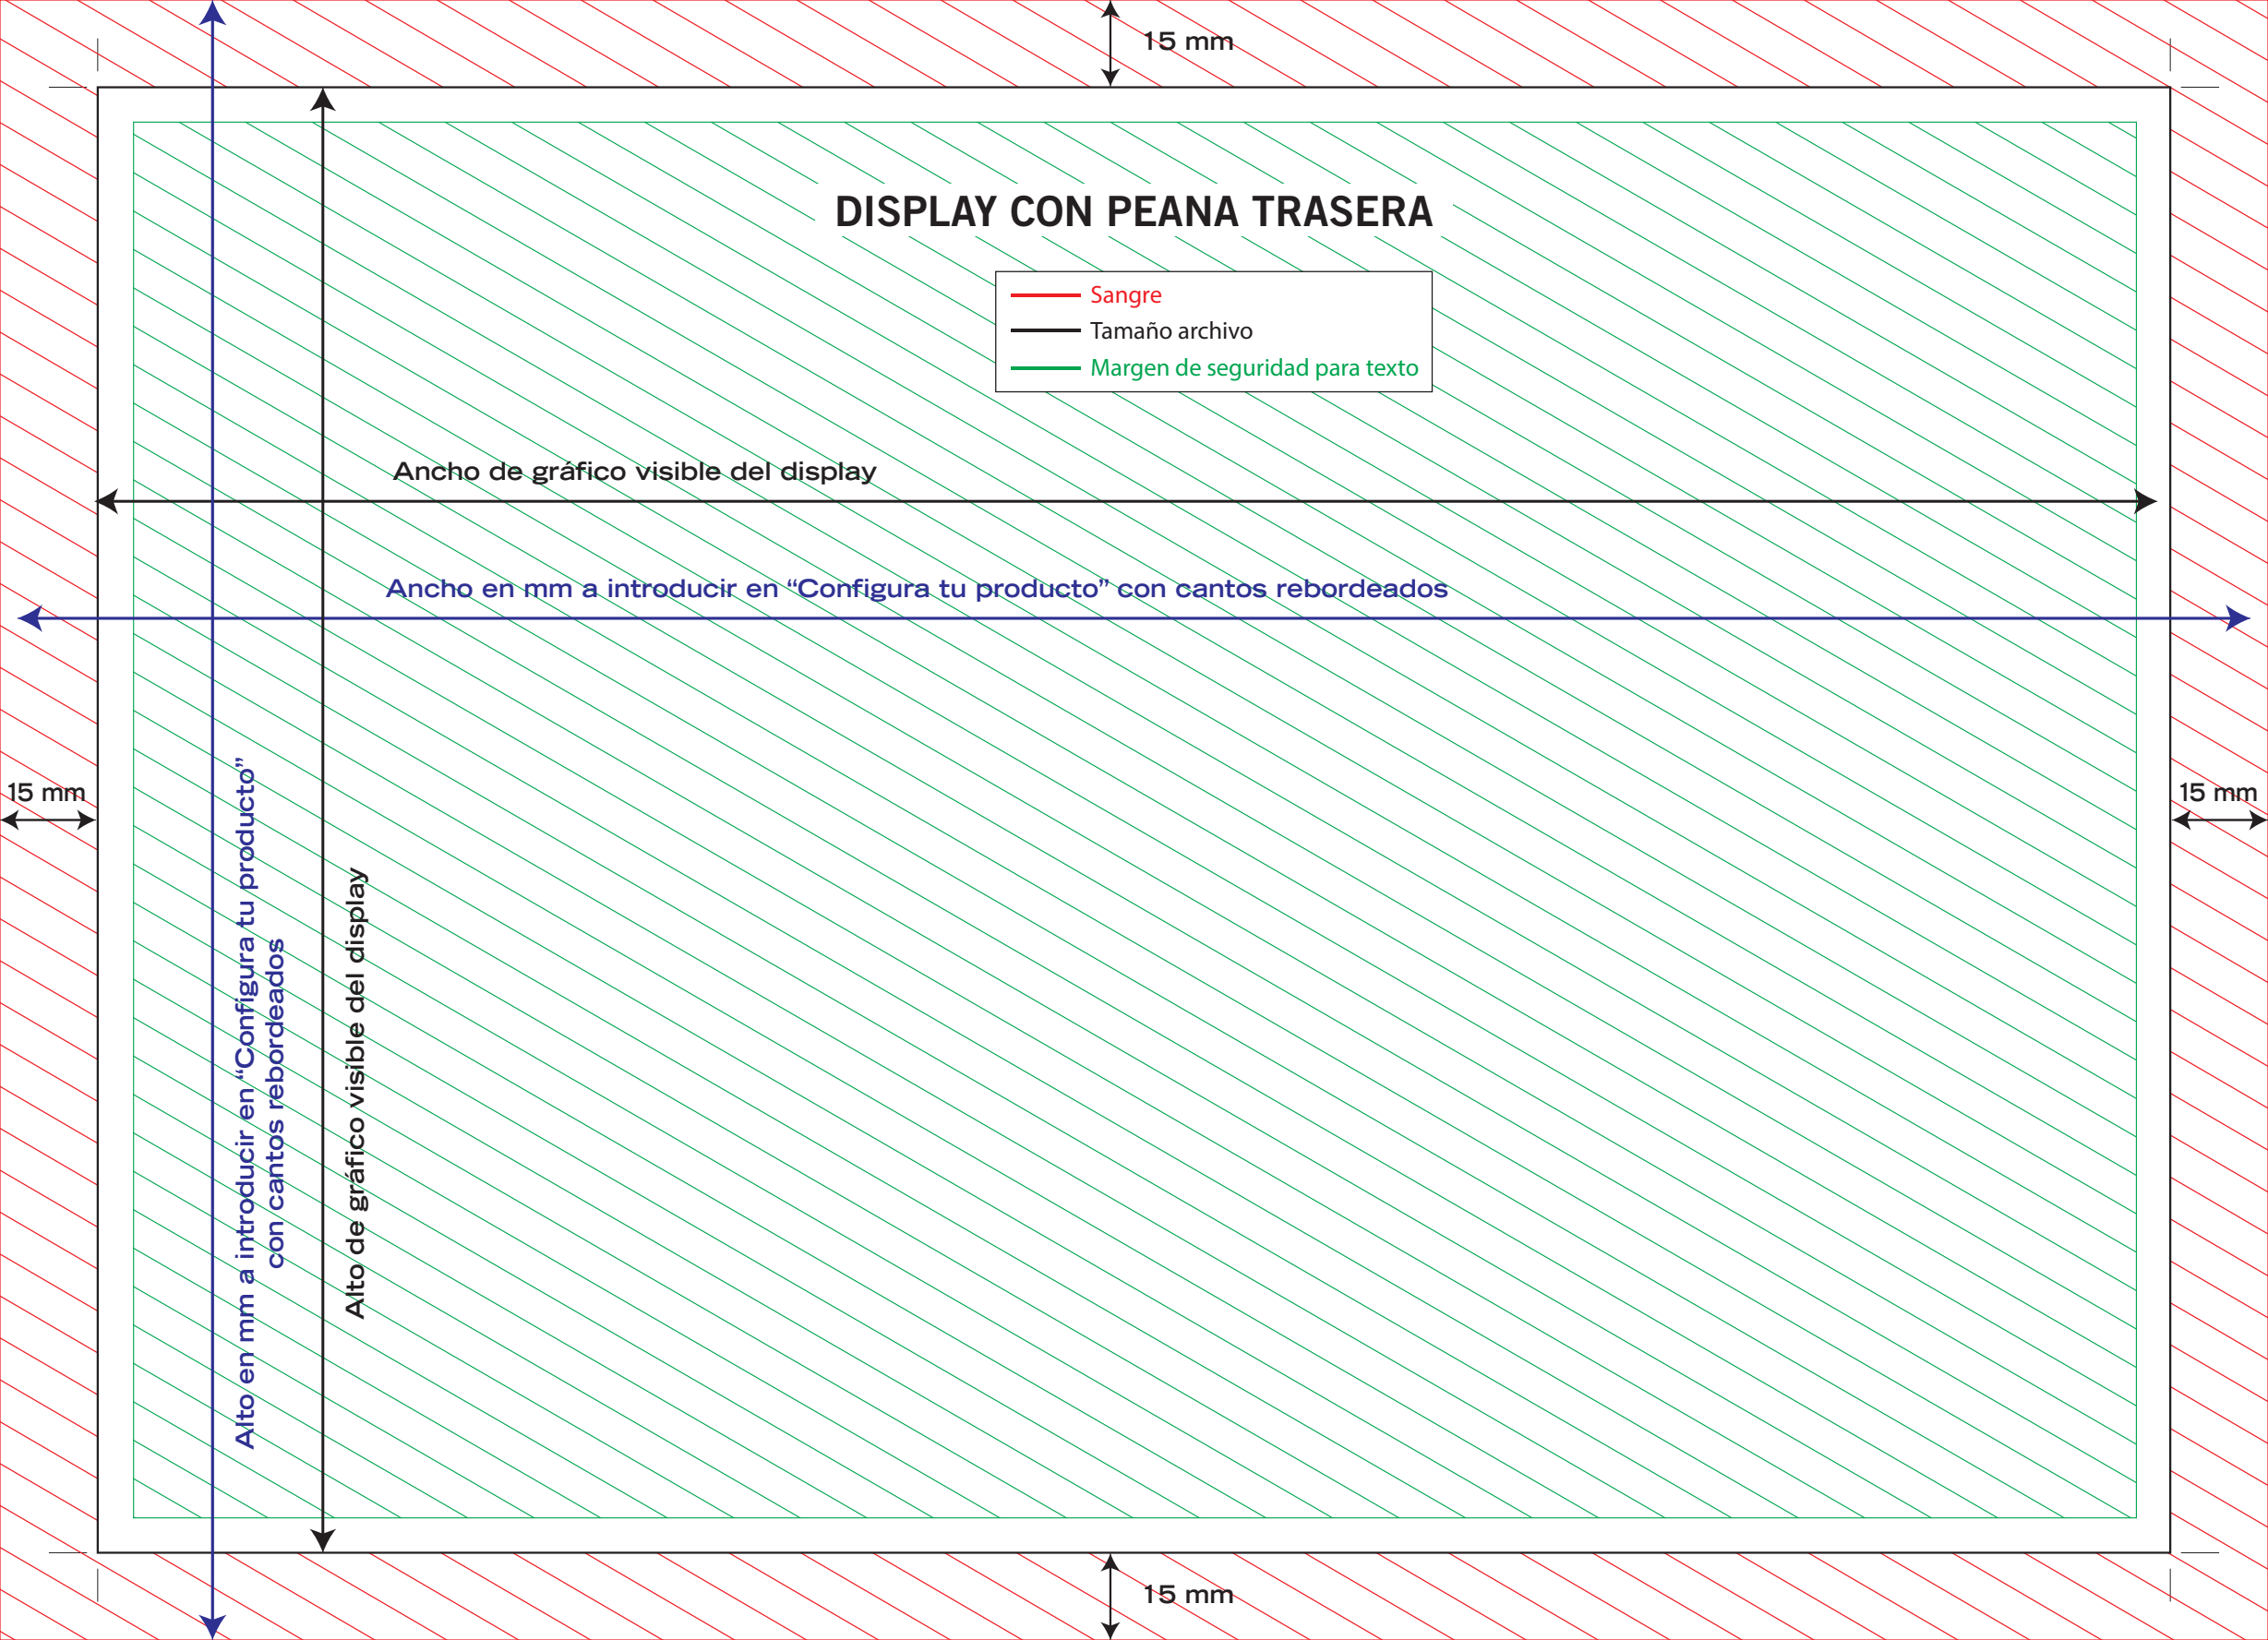 15 mm
DISPLAY CON PEANA TRASERA
Sangre
Tamaño archivo
Margen de seguridad para texto
Ancho de gráfico visible del display
Ancho en mm a introducir en “Configura tu producto” con cantos rebordeados
15 mm
15 mm
Alto en mm a introducir en “Configura tu producto”
con cantos rebordeados
Alto de gráfico visible del display
15 mm